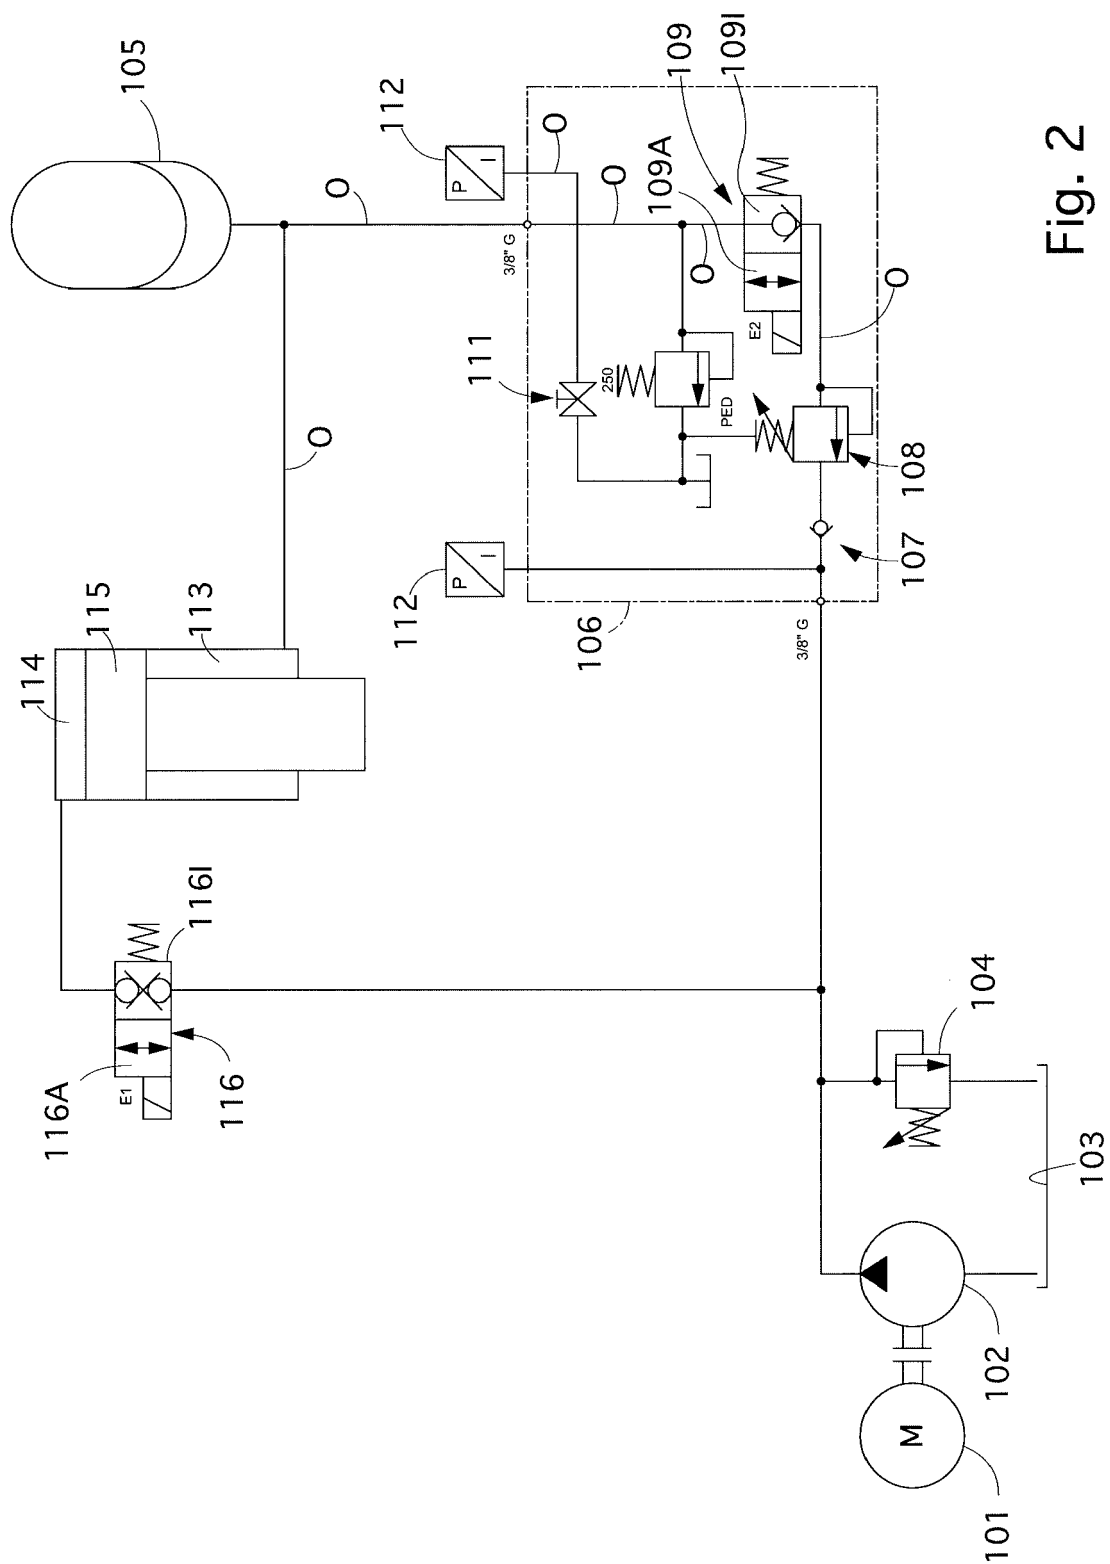 105
112
P
I
O
O
O
109
109I
109A
3/8" G
O
O
E2
O
111
250
PED
108
107
112
P
I
106
3/8" G
O
114
115
113
116I
116
116A
E1
104
103
102
101
M
Fig. 2